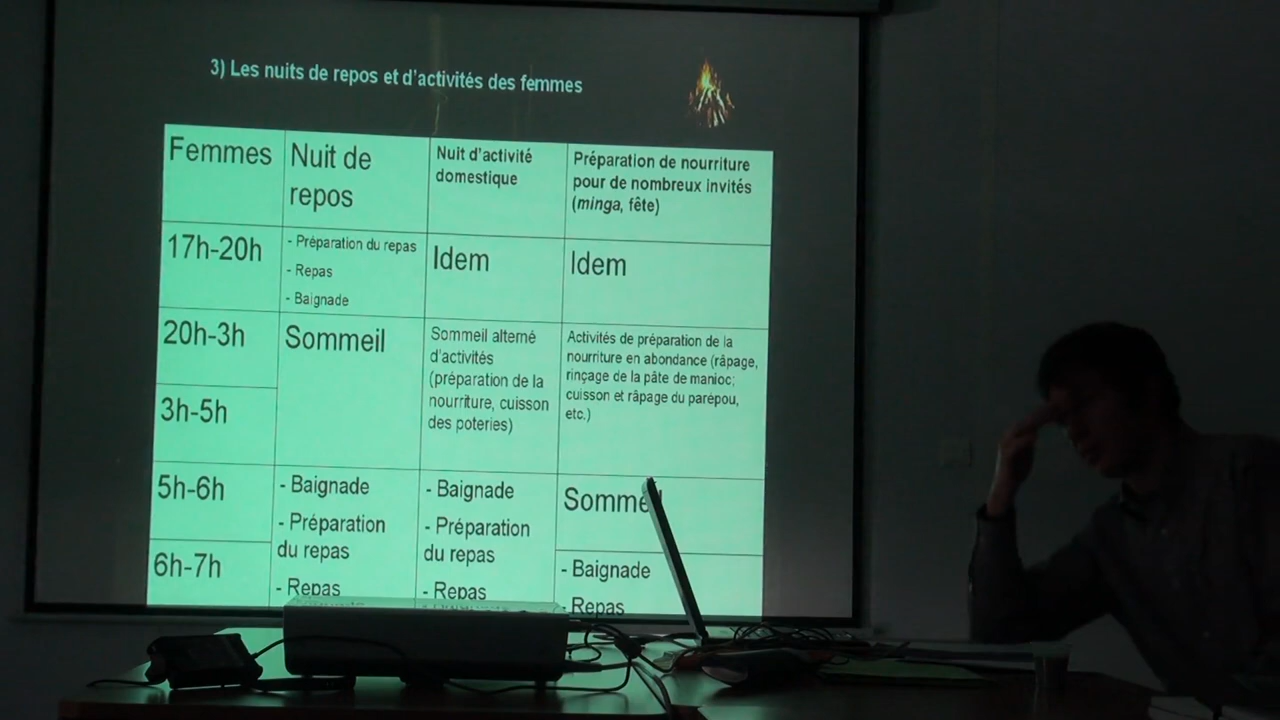 3) Les nuits de repos et d'activités des femmes
Femmes
Nuit de
repos
Nuit d'activité
domestique
Préparation de nourriture
pour de nombreux invités
(minga, fête)
17h-20h
- Préparation du repas
- Repas
- Baignade
Idem
Idem
20h-3h
Sommeil
Sommeil alterné
d'activités
(préparation de la
nourriture, cuisson
des poteries)
Activités de préparation de la
nourriture en abondance (râpage,
rinçage de la pâte de manioc;
cuisson et râpage du parépou,
etc.)
3h-5h
5h-6h
- Baignade
- Préparation
du repas
- Repas
- Baignade
- Préparation
du repas
- Repas
6h-7h
- Baignade
- Repas